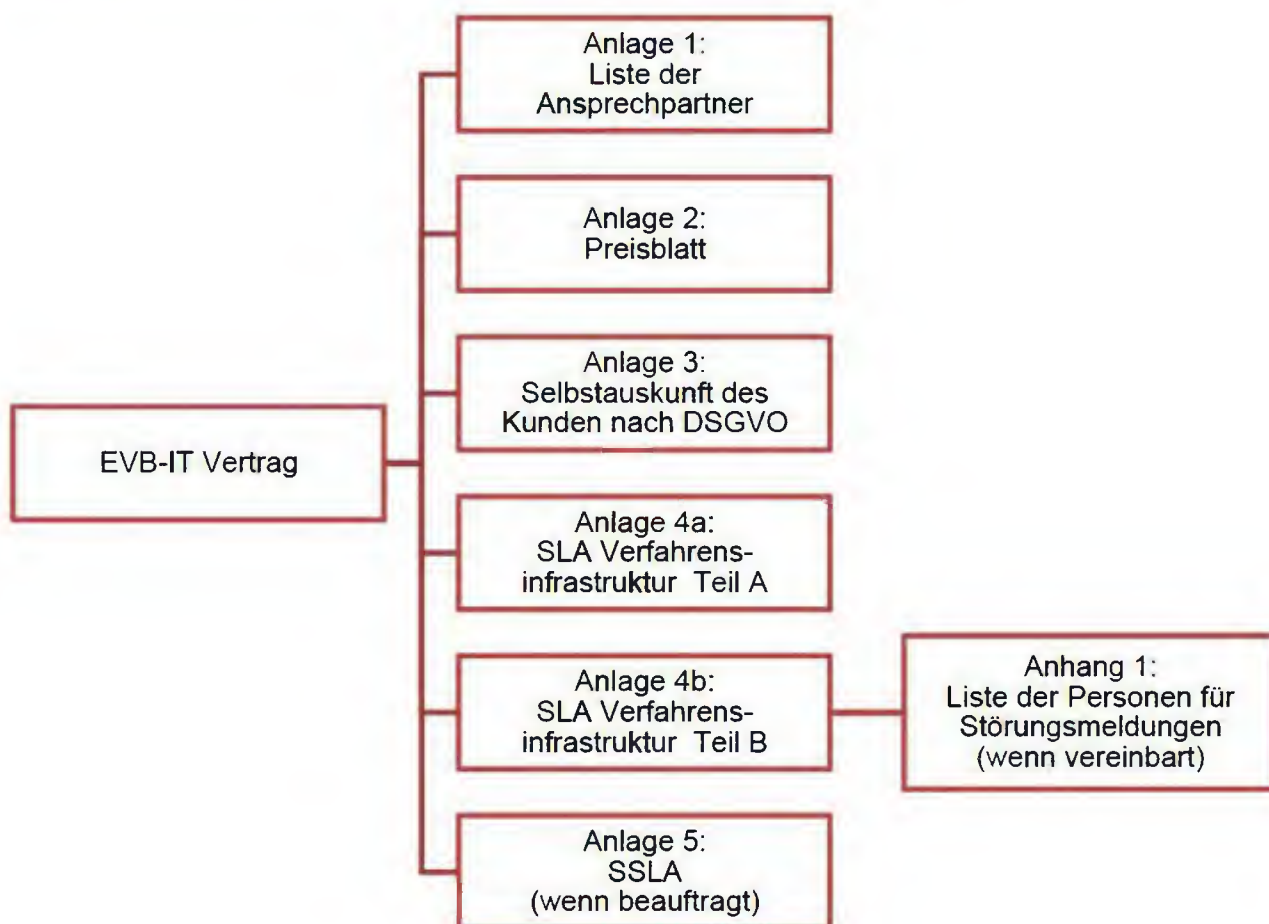 Anlage 1:
Liste der
Ansprechpartner
Anlage 2:
Preisblatt
Anlage 3:
Selbstauskunft des
Kunden nach DSGVO
EVB-IT Vertrag
Anlage 4a:
SLA Verfahrens-
infrastruktur Teil A
Anlage 4b:
SLA Verfahrens-
infrastruktur Teil B
Anhang 1:
Liste der Personen für
Störungsmeldungen
(wenn vereinbart)
Anlage 5:
SSLA
(wenn beauftragt)